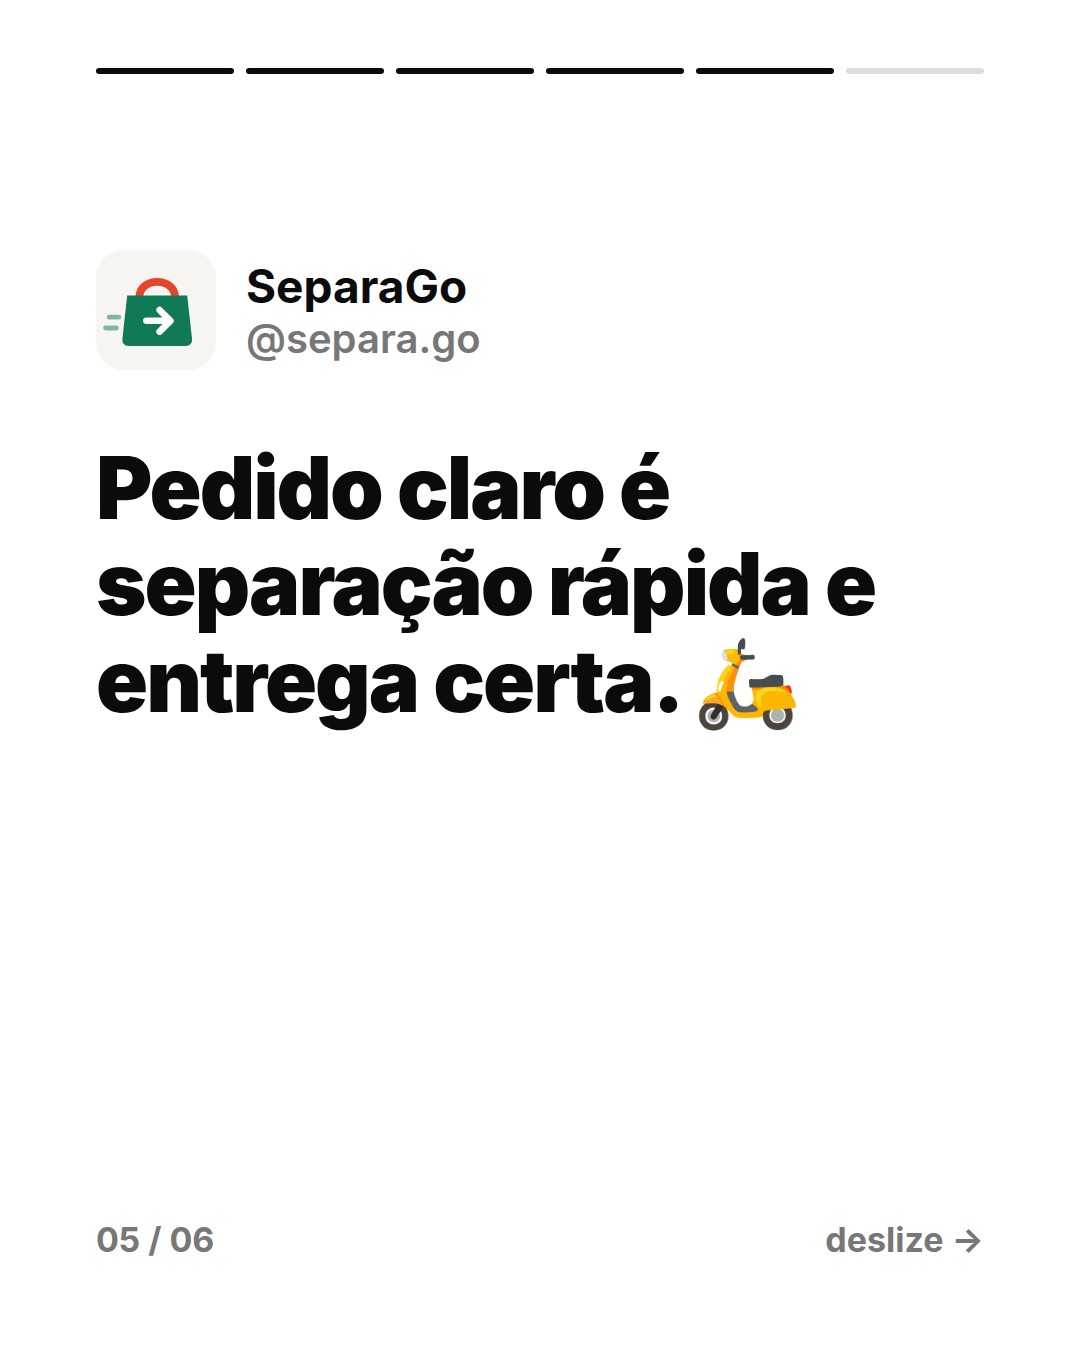 SeparaGo
@separa.go
Pedido claro é
separação rápida e
entrega certa. 🛵
05 / 06
deslize →